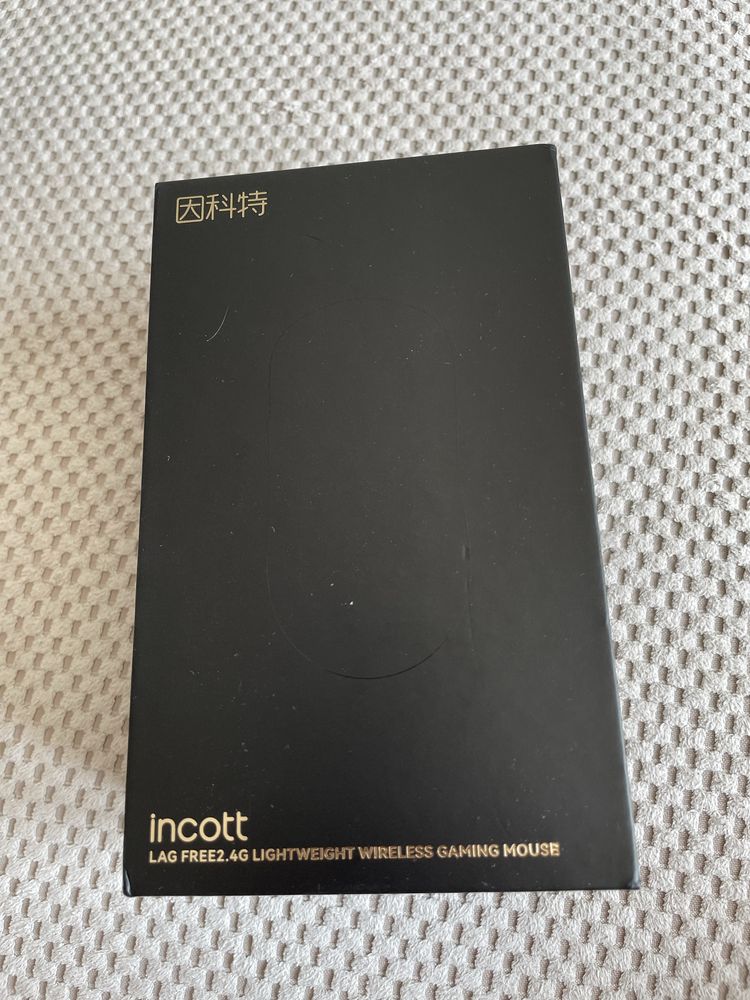 因科特
incott
LAG FREE2.4G LIGHTWEIGHT WIRELESS GAMING MOUSE